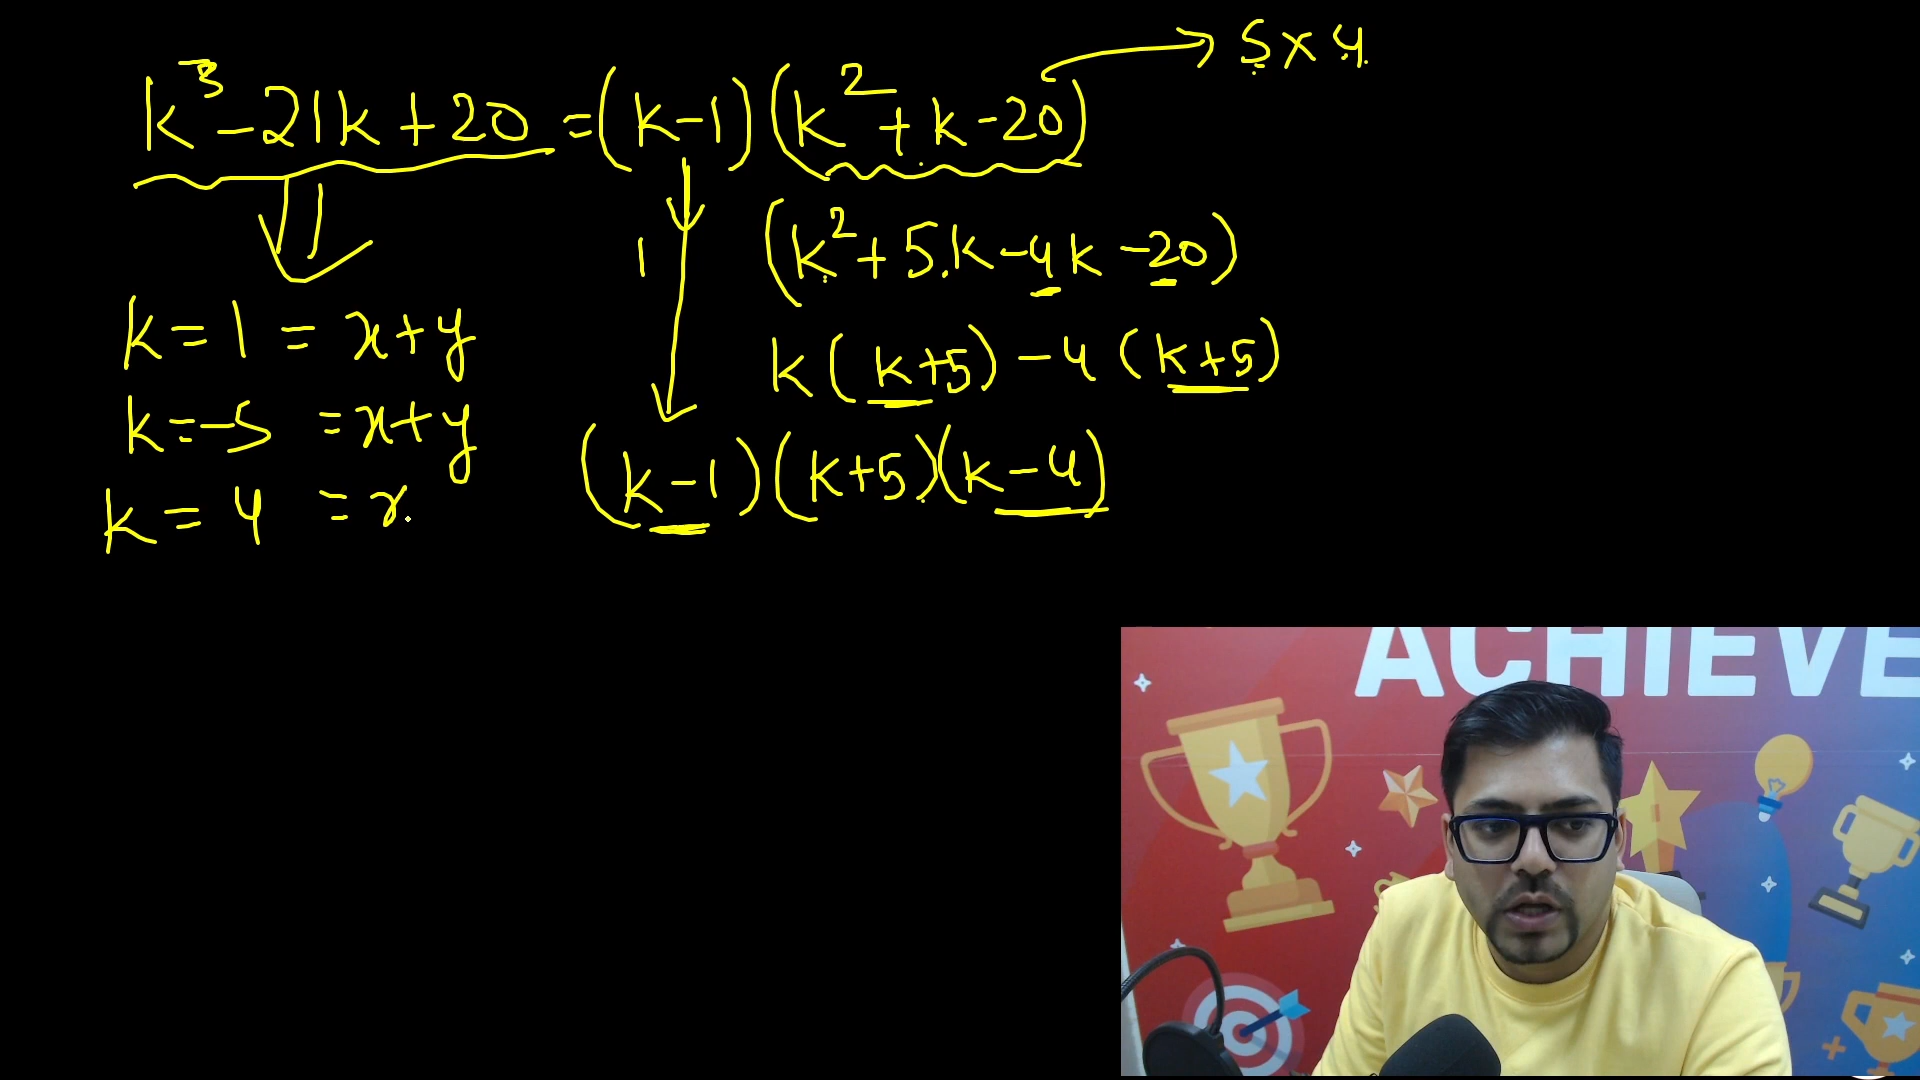 k³ - 21k + 20 = (k-1) (k² + k - 20) → 5 x 4
1 (k² + 5.k - 4k - 20)
k = 1 = x + y
k (k+5) - 4 (k+5)
k = -5 = x + y
(k-1) (k+5) (k-4)
k = 4 = x
ACHIEVE